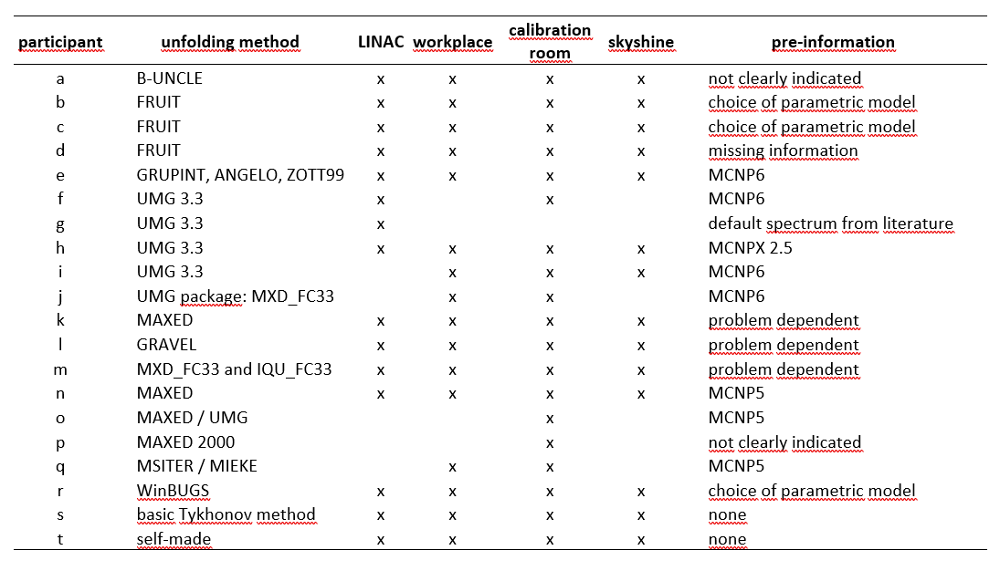 participant unfolding method LINAC workplace calibration room skyshine pre-information
a B-UNCLE x x x x not clearly indicated
b FRUIT x x x x choice of parametric model
c FRUIT x x x x choice of parametric model
d FRUIT x x x x missing information
e GRUPINT, ANGELO, ZOTT99 x x x x MCNP6
f UMG 3.3 x x MCNP6
g UMG 3.3 x default spectrum from literature
h UMG 3.3 x x x x MCNPX 2.5
i UMG 3.3 x x x MCNP6
j UMG package: MXD_FC33 x x MCNP6
k MAXED x x x x problem dependent
l GRAVEL x x x x problem dependent
m MXD_FC33 and IQU_FC33 x x x x problem dependent
n MAXED x x x x MCNP5
o MAXED / UMG x MCNP5
p MAXED 2000 x not clearly indicated
q MSITER / MIEKE x x MCNP5
r WinBUGS x x x x choice of parametric model
s basic Tykhonov method x x x x none
t self-made x x x x none